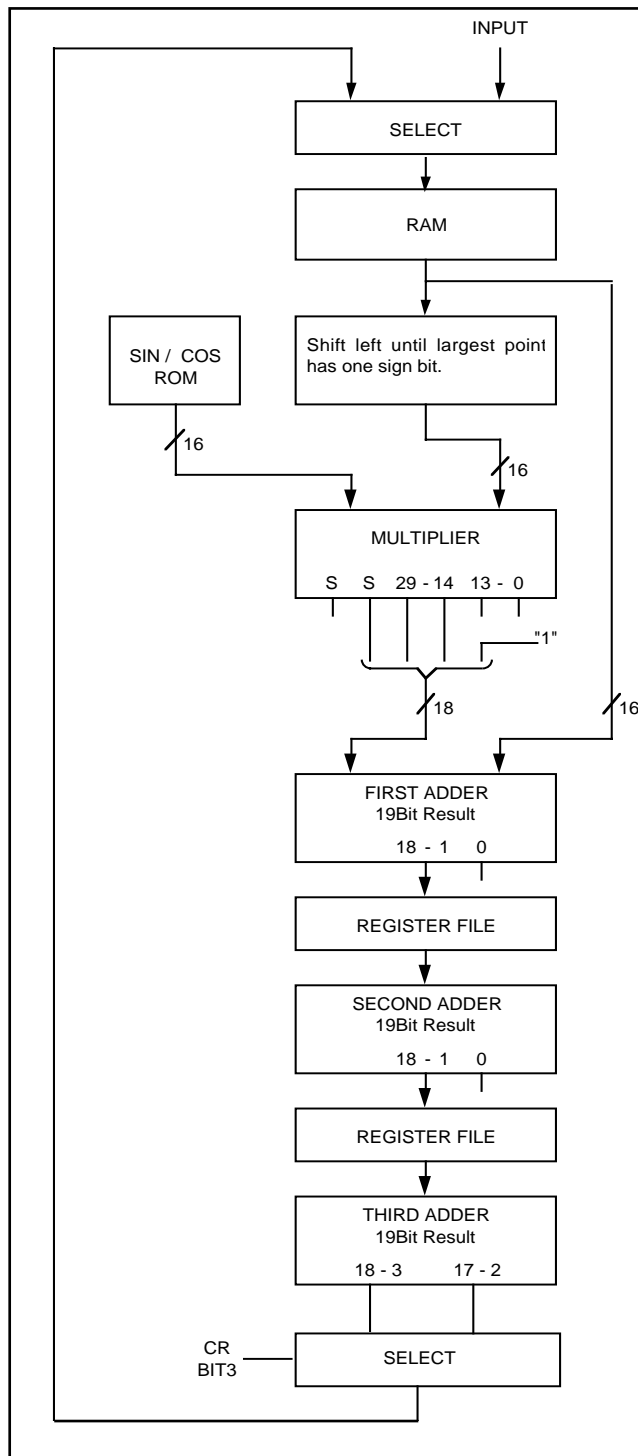 INPUT
SELECT
RAM
SIN / COS
ROM
Shift left until largest point
has one sign bit.
16
16
MULTIPLIER
S S 29 - 14 13 - 0
"1"
18
16
FIRST ADDER
19Bit Result
18 - 1 0
REGISTER FILE
SECOND ADDER
19Bit Result
18 - 1 0
REGISTER FILE
THIRD ADDER
19Bit Result
18 - 3 17 - 2
CR
BIT3
SELECT